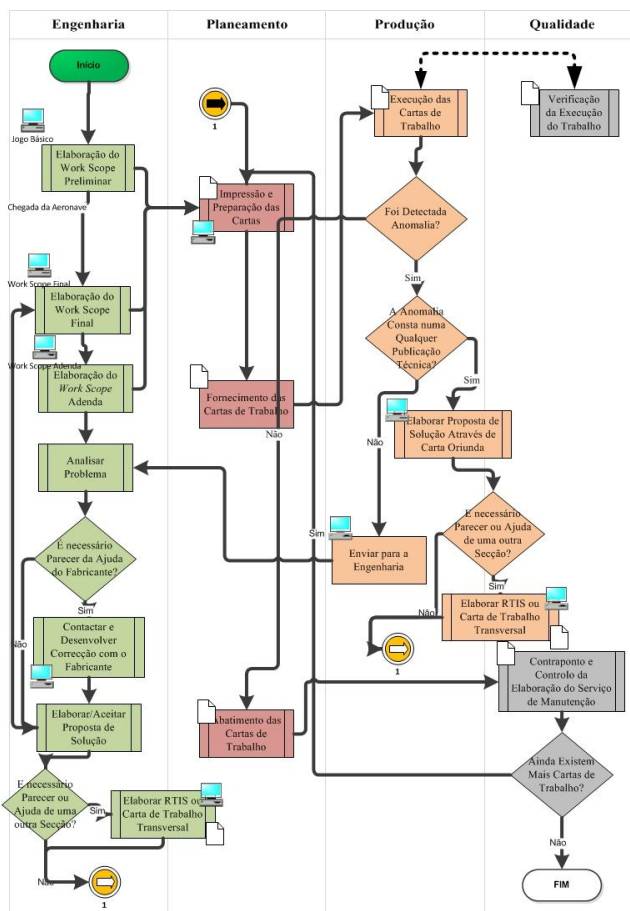 Engenharia
Planeamento
Produção
Qualidade
Início
Jogo Básico
Elaboração do
Work Scope
Preliminar
Chegada da Aeronave
Work Scope Final
Elaboração do
Work Scope
Final
Work Scope Adenda
Elaboração do
Work Scope
Adenda
Analisar
Problema
É necessário
Parecer da Ajuda
do Fabricante?
Sim
Não
Contactar e
Desenvolver
Correcção com o
Fabricante
Elaborar/Aceitar
Proposta de
Solução
E necessário
Parecer ou
Ajuda de uma
outra Secção?
Sim
Elaborar RTIS ou
Carta de Trabalho
Transversal
Não
1
1
Impressão e
Preparação das
Cartas
Fornecimento das
Cartas de Trabalho
Não
Abatimento das
Cartas de
Trabalho
Execução das
Cartas de
Trabalho
Foi Detectada
Anomalia?
Sim
A Anomalia
Consta numa
Qualquer
Publicação
Técnica?
Sim
Não
Elaborar Proposta de
Solução Através de
Carta Oriunda
Sim
Enviar para a
Engenharia
E necessário
Parecer ou Ajuda
de uma outra
Secção?
Sim
Não
Elaborar RTIS ou
Carta de Trabalho
Transversal
1
Verificação
da Execução
do Trabalho
Contraponto e
Controlo da
Elaboração do Serviço
de Manutenção
Ainda Existem
Mais Cartas de
Trabalho?
Não
FIM